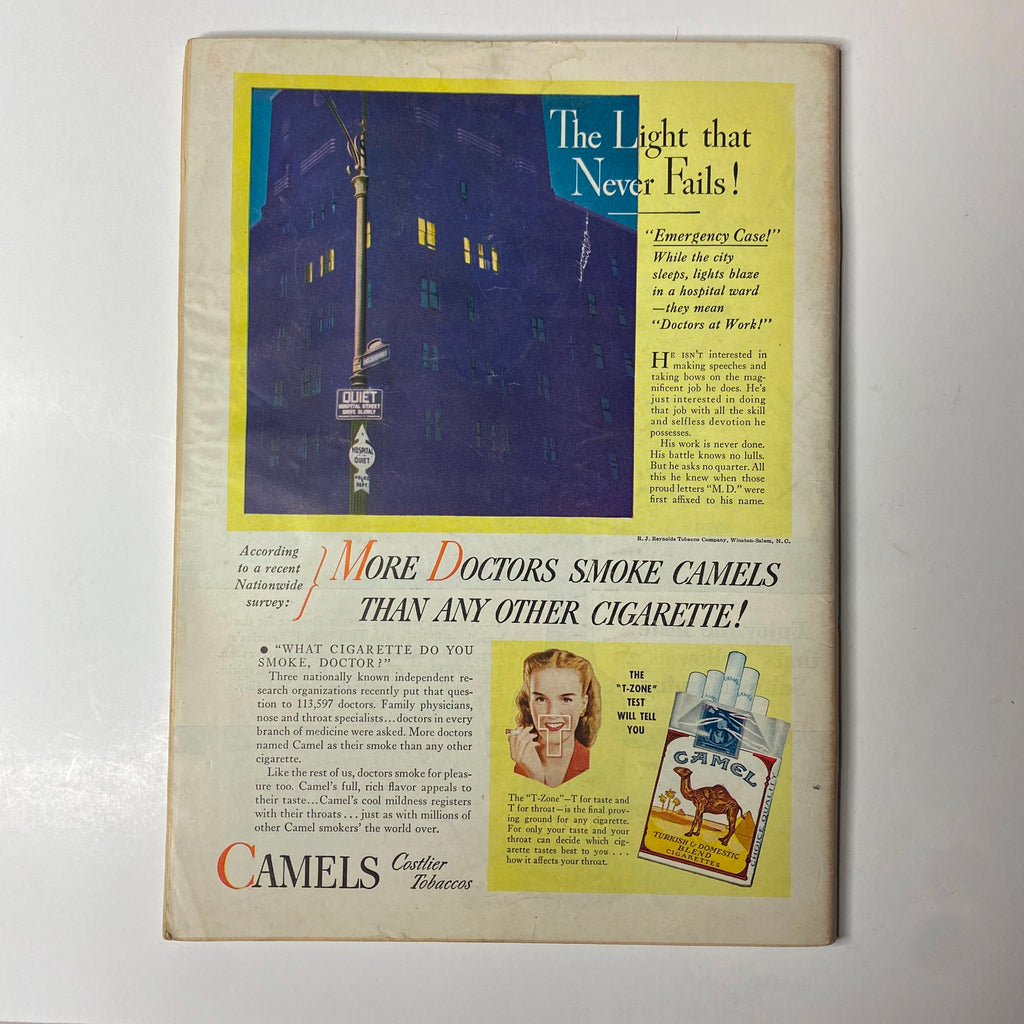 The Light that
Never Fails!
"Emergency Case!"
While the city
sleeps, lights blaze
in a hospital ward
—they mean
"Doctors at Work!"
HE ISN'T interested in
making speeches and
taking bows on the mag-
nificent job he does. He's
just interested in doing
that job with all the skill
and selfless devotion he
possesses.
His work is never done.
His battle knows no lulls.
But he asks no quarter. All
this he knew when those
proud letters "M.D." were
first affixed to his name.
QUIET
HOSPITAL STREET
DRIVE SLOWLY
HOSPITAL
QUIET
POLICE
DEPT.
R. J. Reynolds Tobacco Company, Winston-Salem, N. C.
According
to a recent
Nationwide
survey:
MORE DOCTORS SMOKE CAMELS
THAN ANY OTHER CIGARETTE!
● "WHAT CIGARETTE DO YOU
SMOKE, DOCTOR?"
Three nationally known independent re-
search organizations recently put that ques-
tion to 113,597 doctors. Family physicians,
nose and throat specialists...doctors in every
branch of medicine were asked. More doctors
named Camel as their smoke than any other
cigarette.
Like the rest of us, doctors smoke for pleas-
ure too. Camel's full, rich flavor appeals to
their taste...Camel's cool mildness registers
with their throats . . . just as with millions of
other Camel smokers' the world over.
CAMELS
Costlier
Tobaccos
T
THE
"T-ZONE"
TEST
WILL TELL
YOU
The "T-Zone"—T for taste and
T for throat—is the final prov-
ing ground for any cigarette.
For only your taste and your
throat can decide which cig-
arette tastes best to you . . .
how it affects your throat.
CAMEL
TURKISH & DOMESTIC
BLEND
CIGARETTES
CHOICE QUALITY